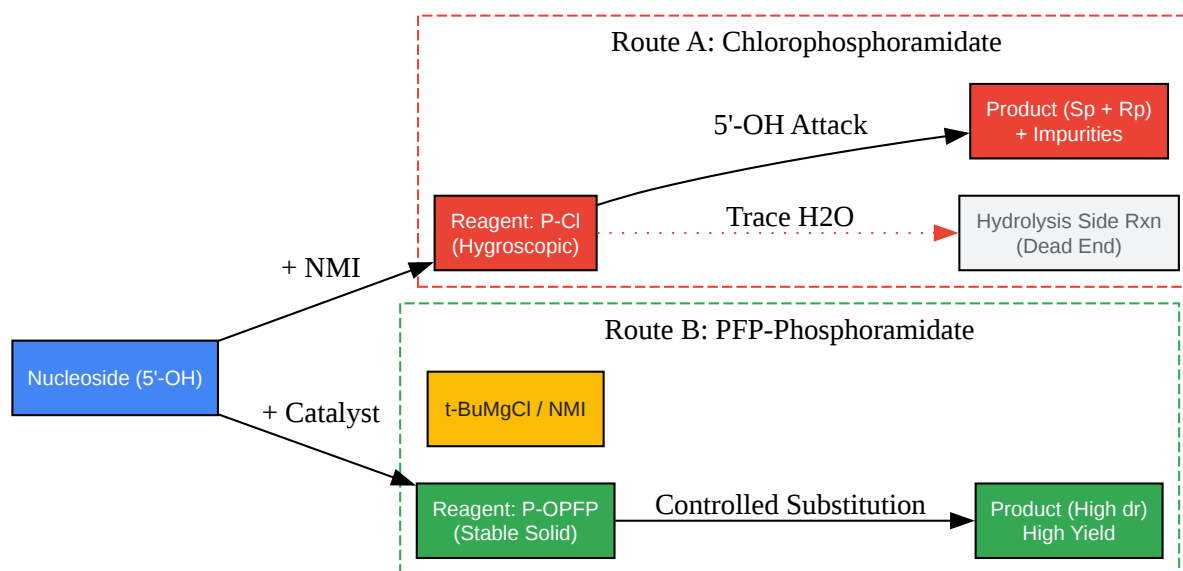 Route A: Chlorophosphoramidate
Product (Sp + Rp)
+ Impurities
5'-OH Attack
Reagent: P-Cl
(Hygroscopic)
Trace H2O
Hydrolysis Side Rxn
(Dead End)
+ NMI
Nucleoside (5'-OH)
+ Catalyst
Route B: PFP-Phosphoramidate
t-BuMgCl / NMI
Reagent: P-OPFP
(Stable Solid)
Controlled Substitution
Product (High dr)
High Yield